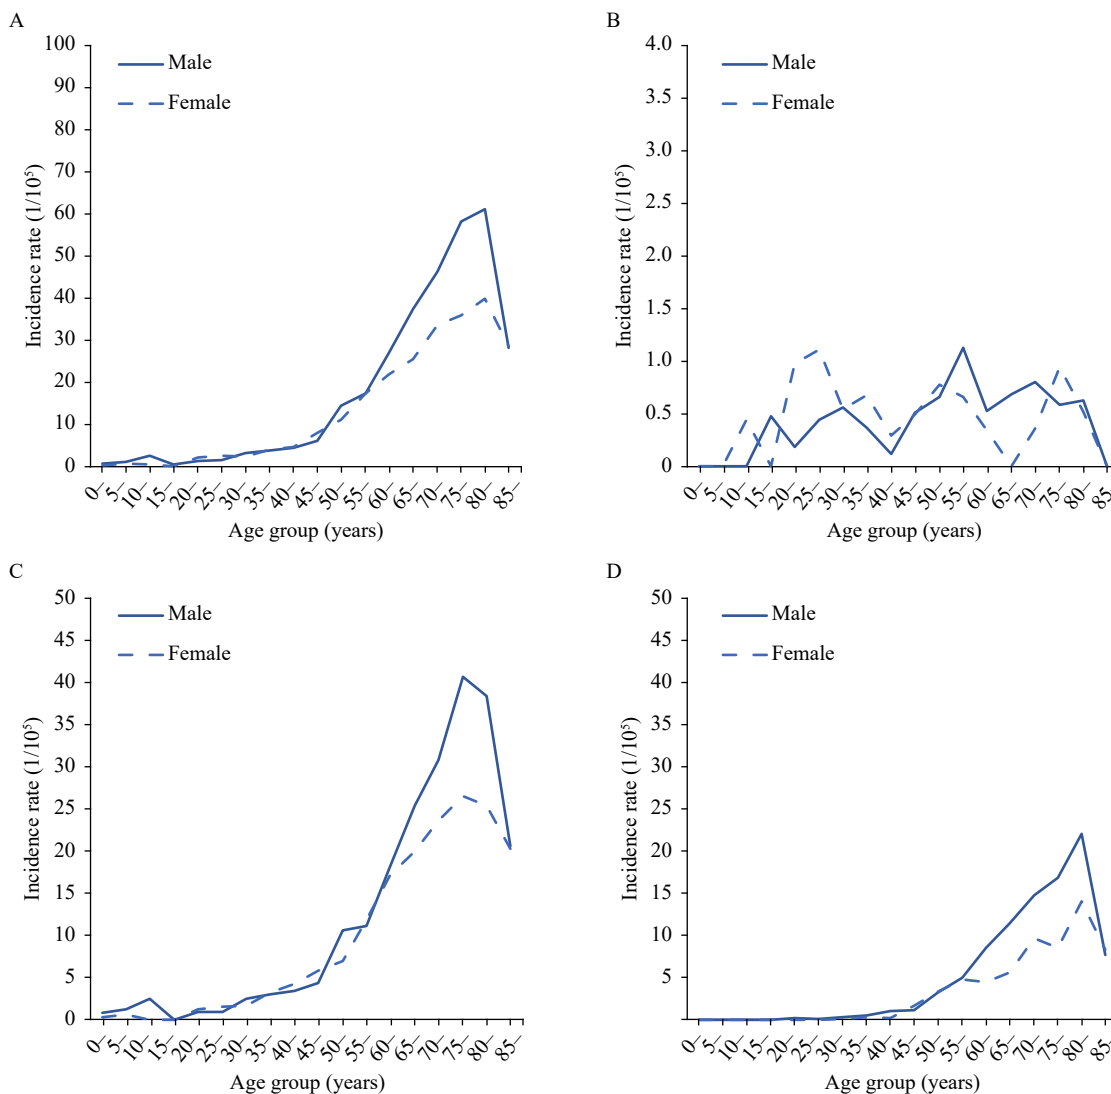 A
100
90
80
70
60
50
40
30
20
10
0
Incidence rate (1/10⁵)
Male
Female
0– 5– 10– 15– 20– 25– 30– 35– 40– 45– 50– 55– 60– 65– 70– 75– 80– 85–
Age group (years)
B
4.0
3.5
3.0
2.5
2.0
1.5
1.0
0.5
0
Incidence rate (1/10⁵)
Male
Female
0– 5– 10– 15– 20– 25– 30– 35– 40– 45– 50– 55– 60– 65– 70– 75– 80– 85–
Age group (years)
C
50
45
40
35
30
25
20
15
10
5
0
Incidence rate (1/10⁵)
Male
Female
0– 5– 10– 15– 20– 25– 30– 35– 40– 45– 50– 55– 60– 65– 70– 75– 80– 85–
Age group (years)
D
50
45
40
35
30
25
20
15
10
5
0
Incidence rate (1/10⁵)
Male
Female
0– 5– 10– 15– 20– 25– 30– 35– 40– 45– 50– 55– 60– 65– 70– 75– 80– 85–
Age group (years)